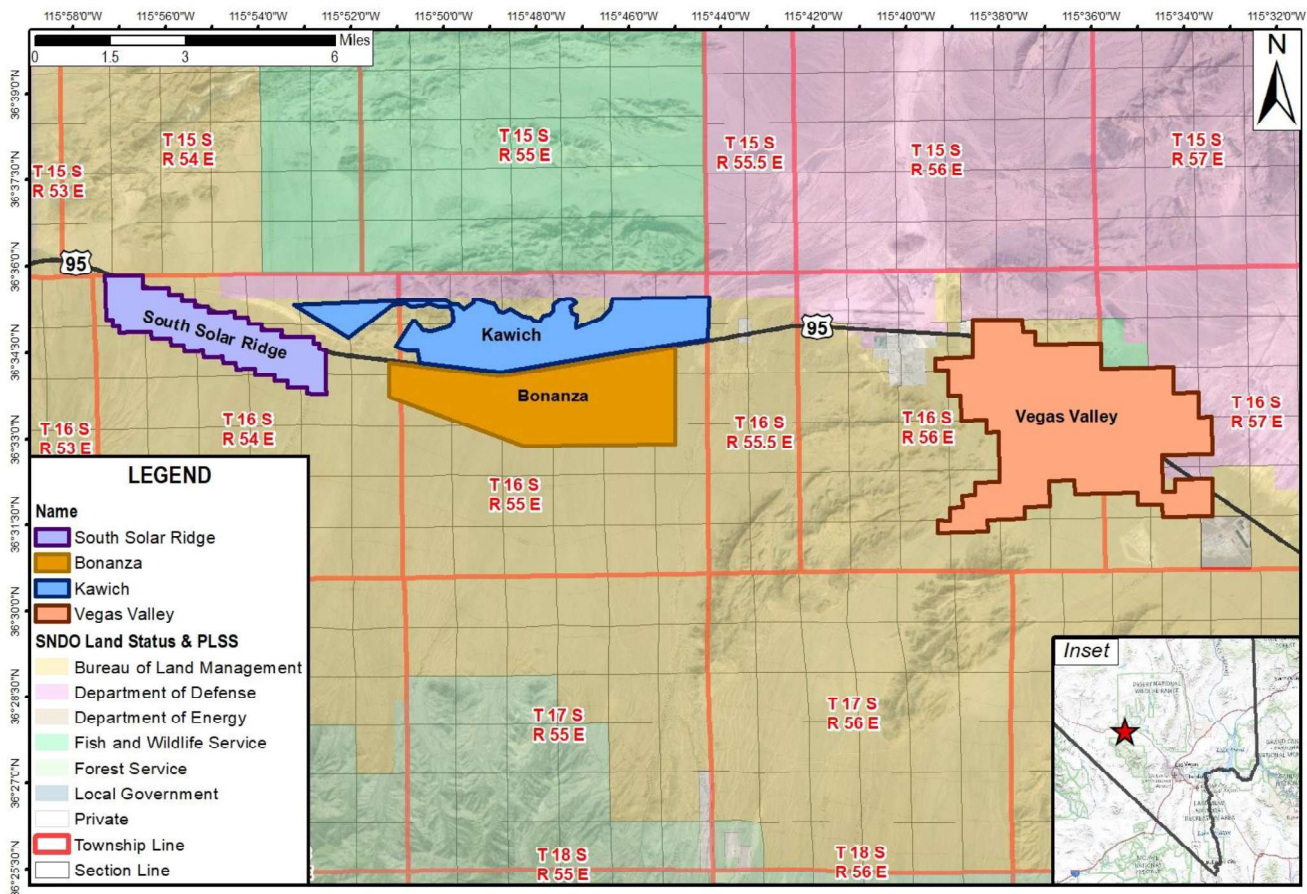 115°58'0"W 115°54'0"W 115°52'0"W 115°50'0"W 115°48'0"W 115°46'0"W 115°44'0"W 115°42'0"W 115°40'0"W 115°38'0"W 115°36'0"W 115°34'0"W 115°32'0"W
Miles
0 1.5 3 6
N
36°39'0"N
36°37'30"N
36°36'0"N
36°34'30"N
36°33'0"N
36°31'30"N
36°30'0"N
36°28'30"N
36°27'0"N
36°25'30"N
T 15 S
R 53 E
T 15 S
R 54 E
T 15 S
R 55 E
T 15 S
R 55.5 E
T 15 S
R 56 E
T 15 S
R 57 E
95
South Solar Ridge
Kawich
95
Bonanza
Vegas Valley
T 16 S
R 53 E
T 16 S
R 54 E
T 16 S
R 55 E
T 16 S
R 55.5 E
T 16 S
R 56 E
T 16 S
R 57 E
T 17 S
R 55 E
T 17 S
R 56 E
T 18 S
R 55 E
T 18 S
R 56 E
LEGEND
Name
South Solar Ridge
Bonanza
Kawich
Vegas Valley
SNDO Land Status & PLSS
Bureau of Land Management
Department of Defense
Department of Energy
Fish and Wildlife Service
Forest Service
Local Government
Private
Township Line
Section Line
Inset
DESERT NATIONAL
WILDLIFE RANGE
Las Vegas